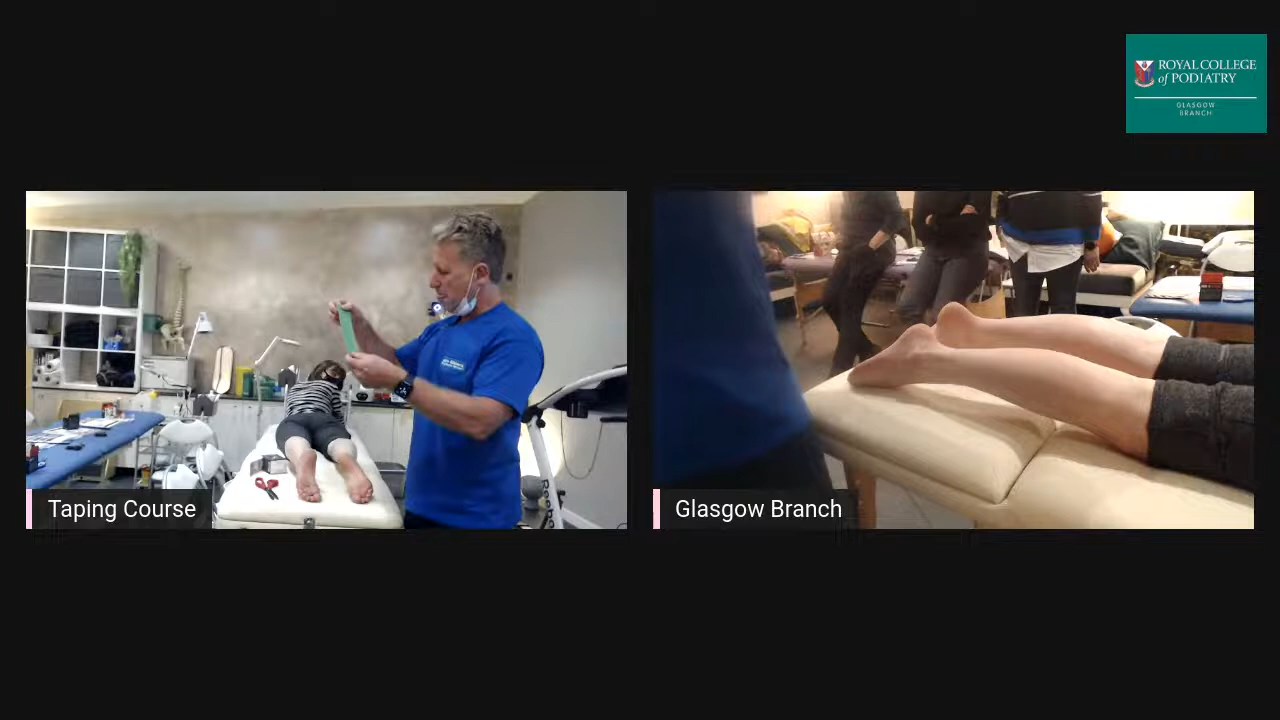 ROYAL COLLEGE
of PODIATRY
GLASGOW
BRANCH
Taping Course
Glasgow Branch